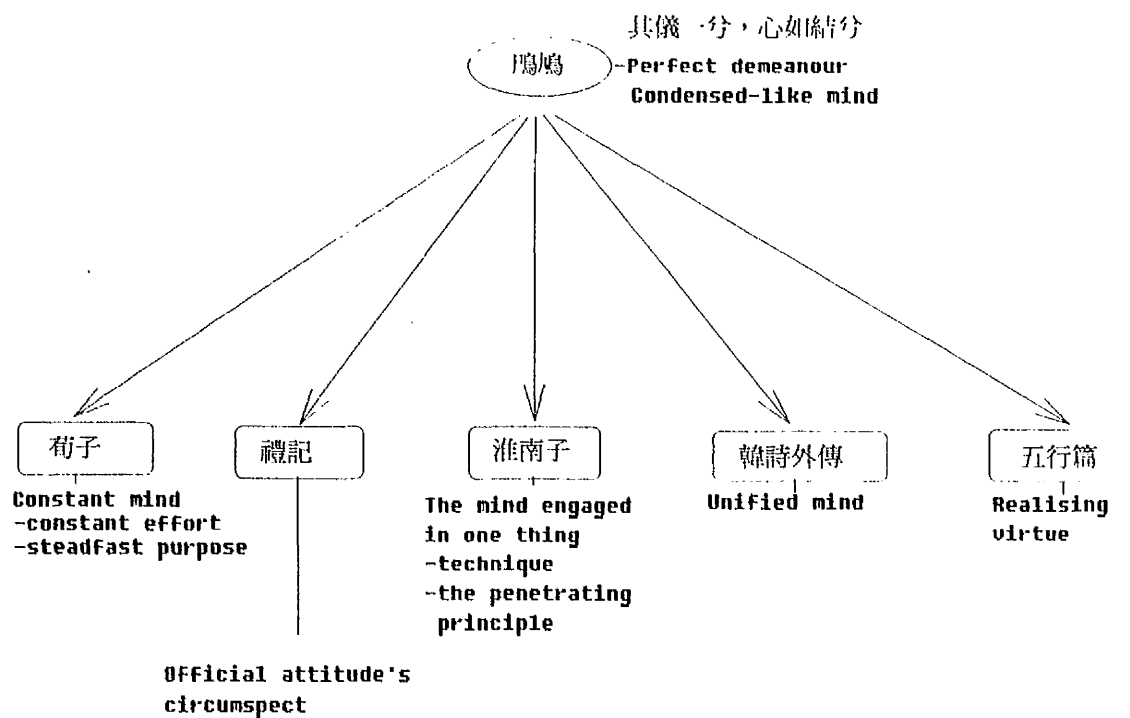 其儀一兮，心如結兮
鳲鳩
-Perfect demeanour
Condensed-like mind
荀子
Constant mind
-constant effort
-steadfast purpose
禮記
Official attitude's
circumspect
淮南子
The mind engaged
in one thing
-technique
-the penetrating
principle
韓詩外傳
Unified mind
五行篇
Realising
virtue